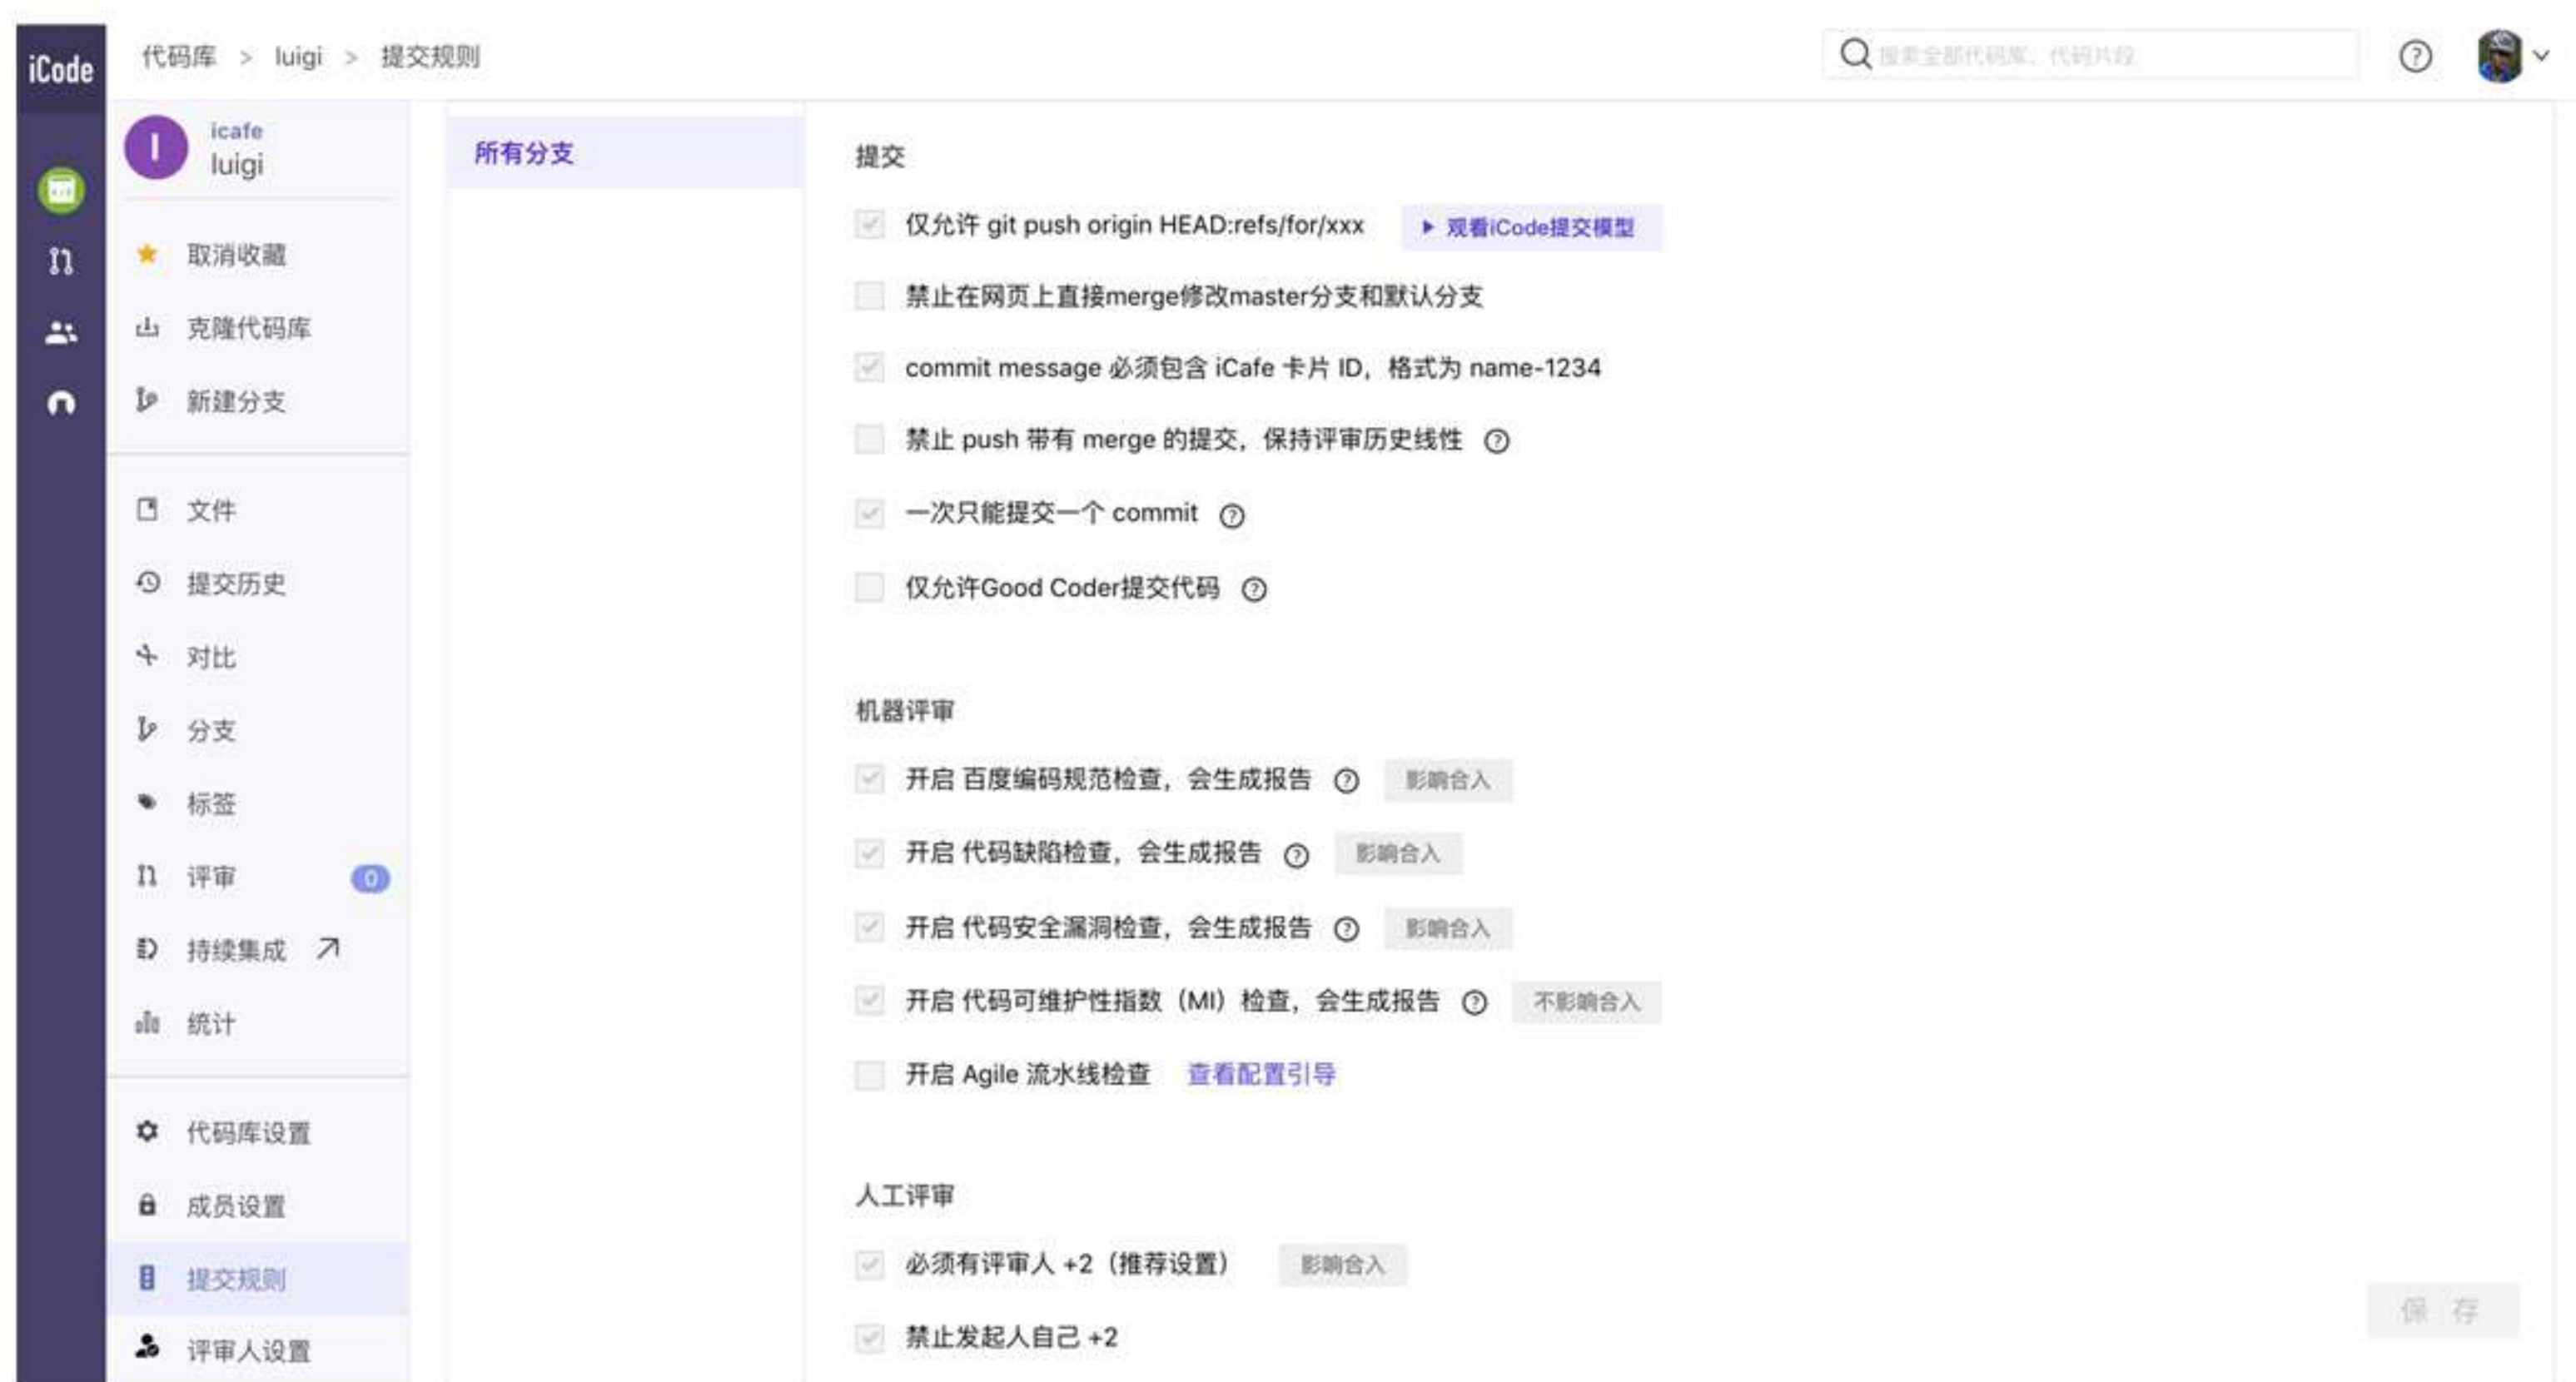 iCode
代码库 > luigi > 提交规则
搜索全部代码库、代码片段
I
icafe
luigi
取消收藏
克隆代码库
新建分支
文件
提交历史
对比
分支
标签
评审 0
持续集成
统计
代码库设置
成员设置
提交规则
评审人设置
所有分支
提交
仅允许 git push origin HEAD:refs/for/xxx 观看iCode提交模型
禁止在网页上直接merge修改master分支和默认分支
commit message 必须包含 iCafe 卡片 ID，格式为 name-1234
禁止 push 带有 merge 的提交，保持评审历史线性
一次只能提交一个 commit
仅允许Good Coder提交代码
机器评审
开启 百度编码规范检查，会生成报告 影响合入
开启 代码缺陷检查，会生成报告 影响合入
开启 代码安全漏洞检查，会生成报告 影响合入
开启 代码可维护性指数（MI）检查，会生成报告 不影响合入
开启 Agile 流水线检查 查看配置引导
人工评审
必须有评审人 +2（推荐设置） 影响合入
禁止发起人自己 +2
保 存